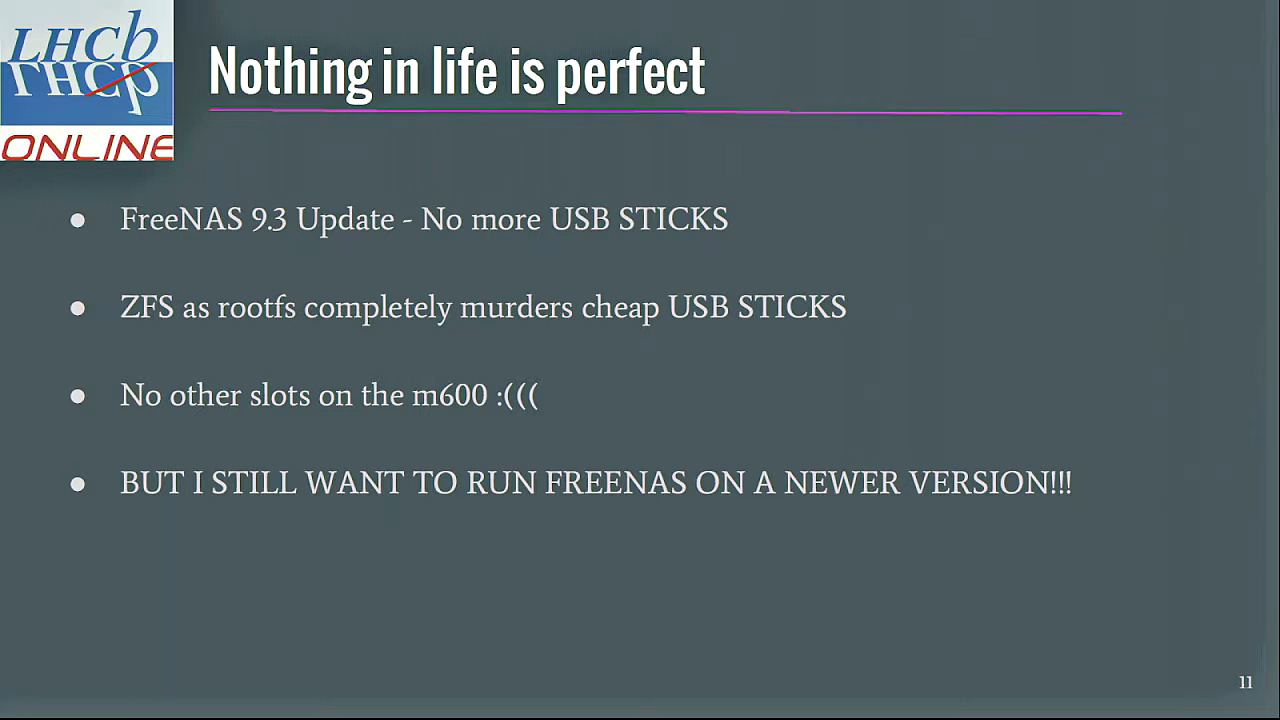 LHCb
LHCb
ONLINE
Nothing in life is perfect
● FreeNAS 9.3 Update - No more USB STICKS
● ZFS as rootfs completely murders cheap USB STICKS
● No other slots on the m600 :(((
● BUT I STILL WANT TO RUN FREENAS ON A NEWER VERSION!!!
11